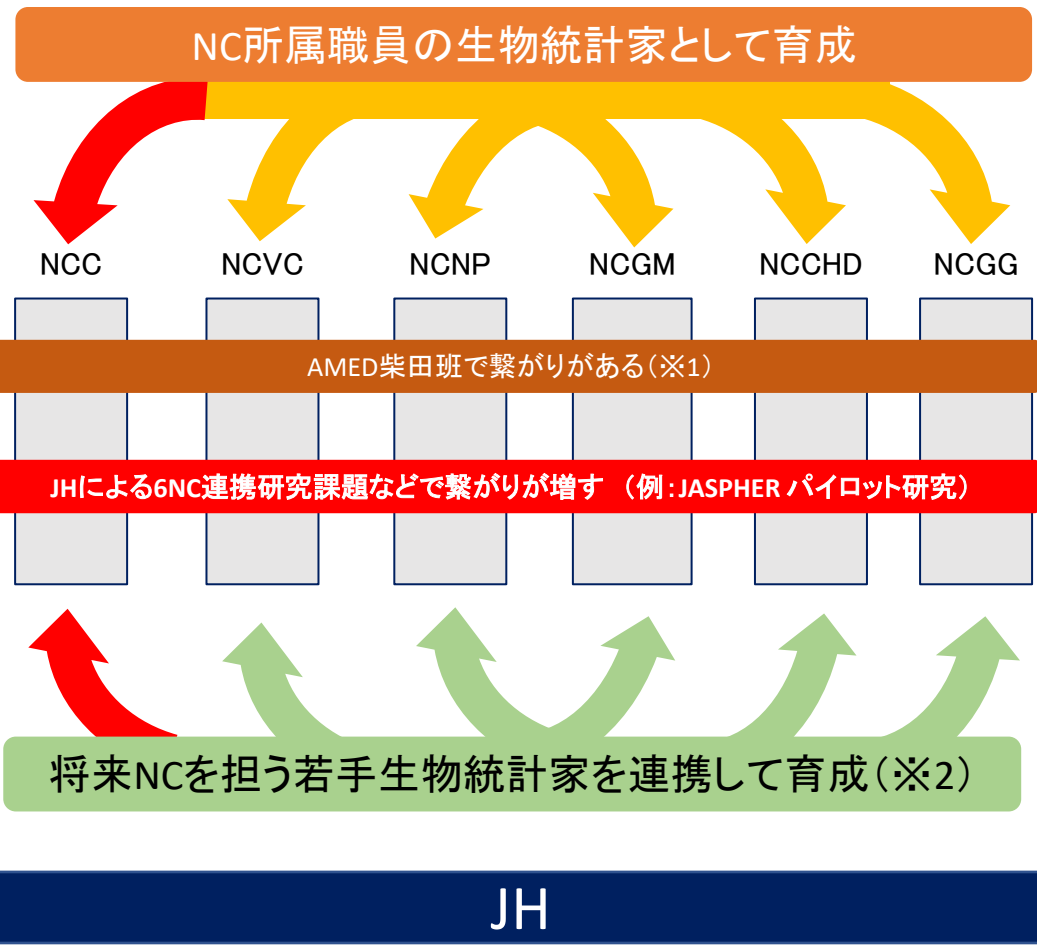 NC所属職員の生物統計家として育成
NCC
NCVC
NCNP
NCGM
NCCHD
NCGG
AMED柴田班で繋がりがある(※1)
JHによる6NC連携研究課題などで繋がりが増す (例:JASPHER パイロット研究)
将来NCを担う若手生物統計家を連携して育成(※2)
JH